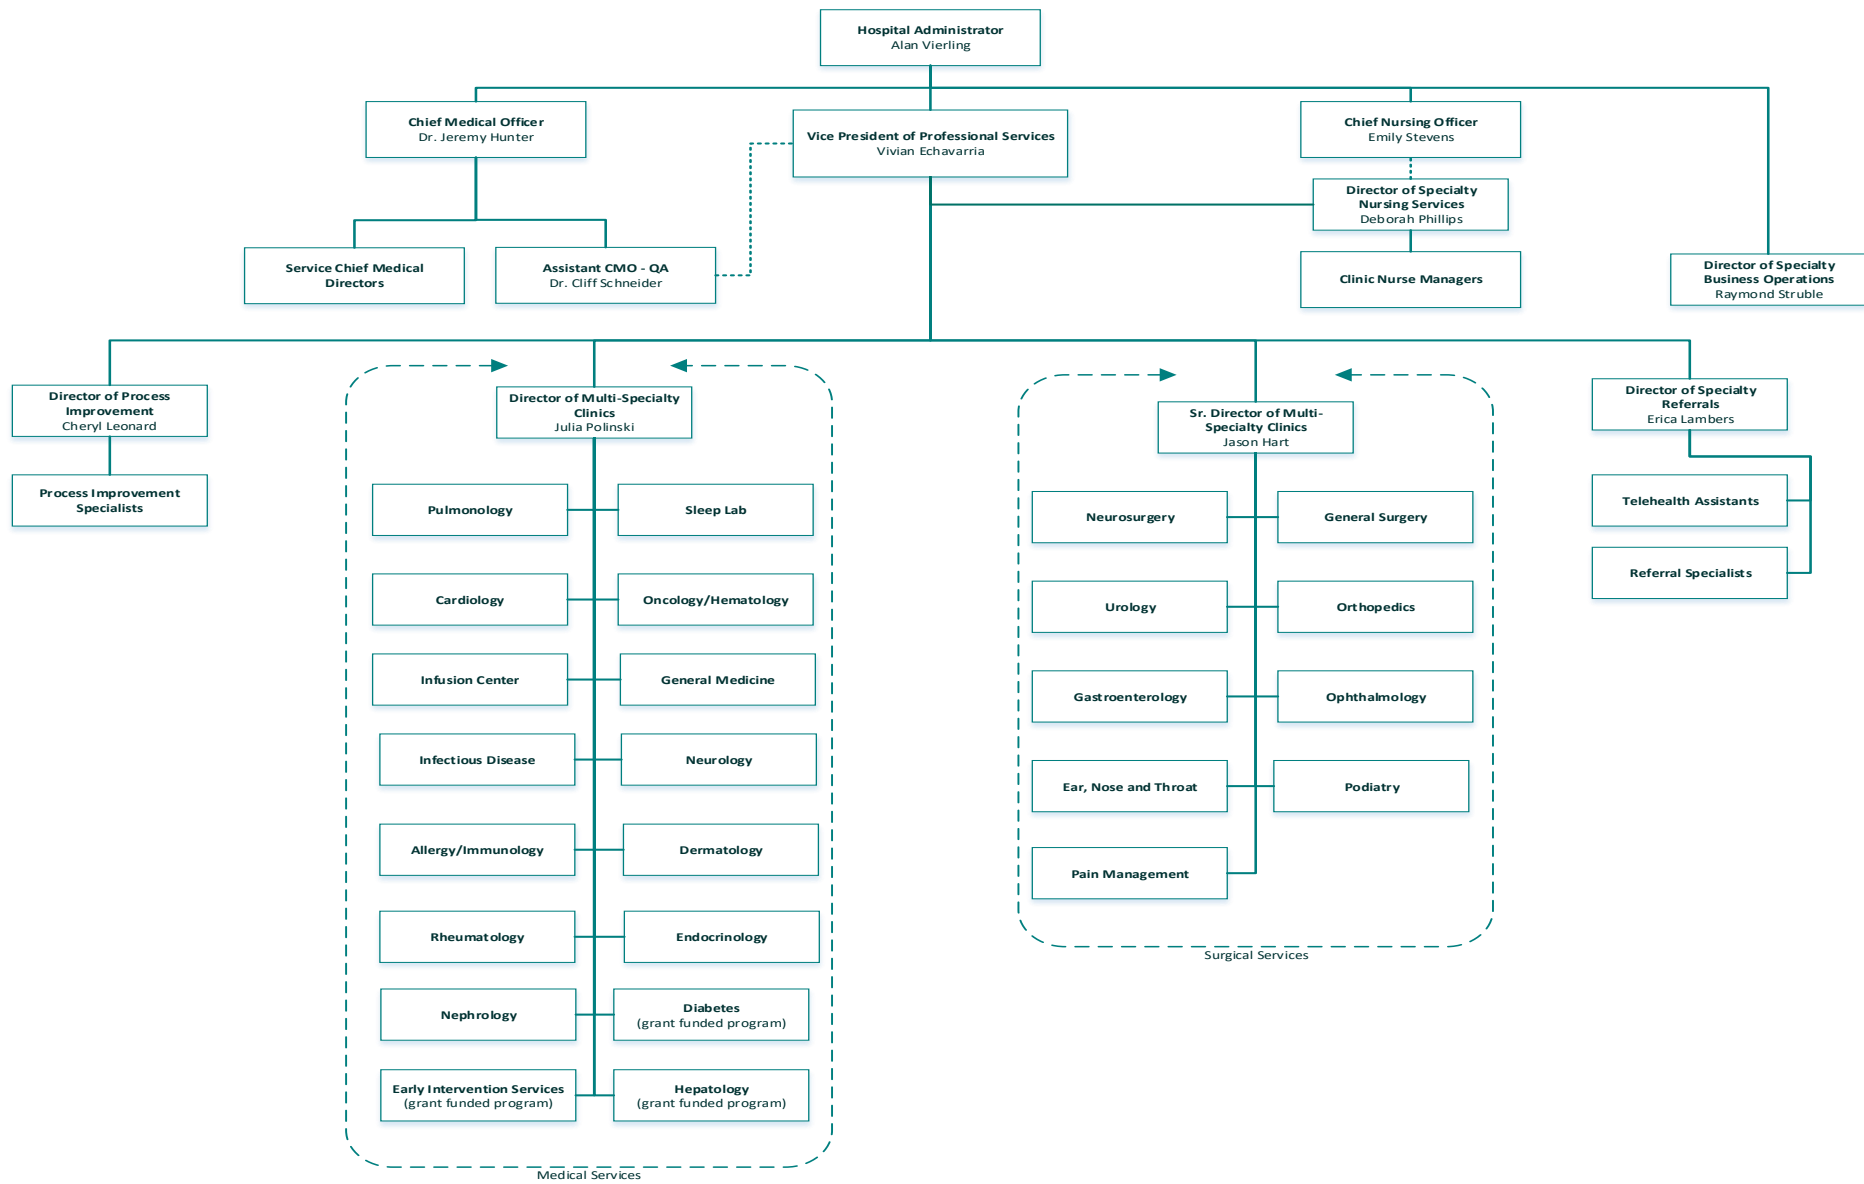 Hospital Administrator
Alan Vierling
Chief Medical Officer
Dr. Jeremy Hunter
Vice President of Professional Services
Vivian Echavarria
Chief Nursing Officer
Emily Stevens
Director of Specialty
Nursing Services
Deborah Phillips
Service Chief Medical
Directors
Assistant CMO - QA
Dr. Cliff Schneider
Clinic Nurse Managers
Director of Specialty
Business Operations
Raymond Struble
Director of Process
Improvement
Cheryl Leonard
Director of Multi-Specialty
Clinics
Julia Polinski
Sr. Director of Multi-
Specialty Clinics
Jason Hart
Director of Specialty
Referrals
Erica Lambers
Process Improvement
Specialists
Pulmonology
Sleep Lab
Cardiology
Oncology/Hematology
Infusion Center
General Medicine
Infectious Disease
Neurology
Allergy/Immunology
Dermatology
Rheumatology
Endocrinology
Nephrology
Diabetes
(grant funded program)
Early Intervention Services
(grant funded program)
Hepatology
(grant funded program)
Medical Services
Neurosurgery
General Surgery
Urology
Orthopedics
Gastroenterology
Ophthalmology
Ear, Nose and Throat
Podiatry
Pain Management
Surgical Services
Telehealth Assistants
Referral Specialists